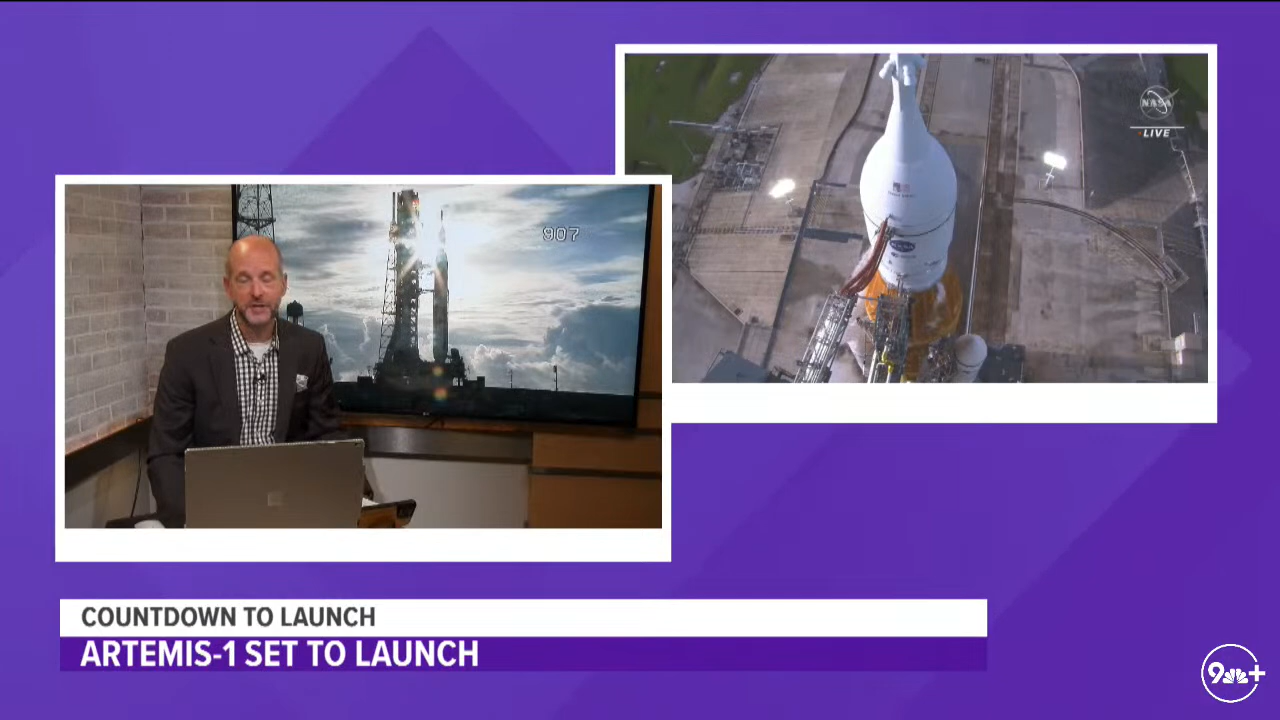 NASA
LIVE
907
COUNTDOWN TO LAUNCH
ARTEMIS-1 SET TO LAUNCH
9+